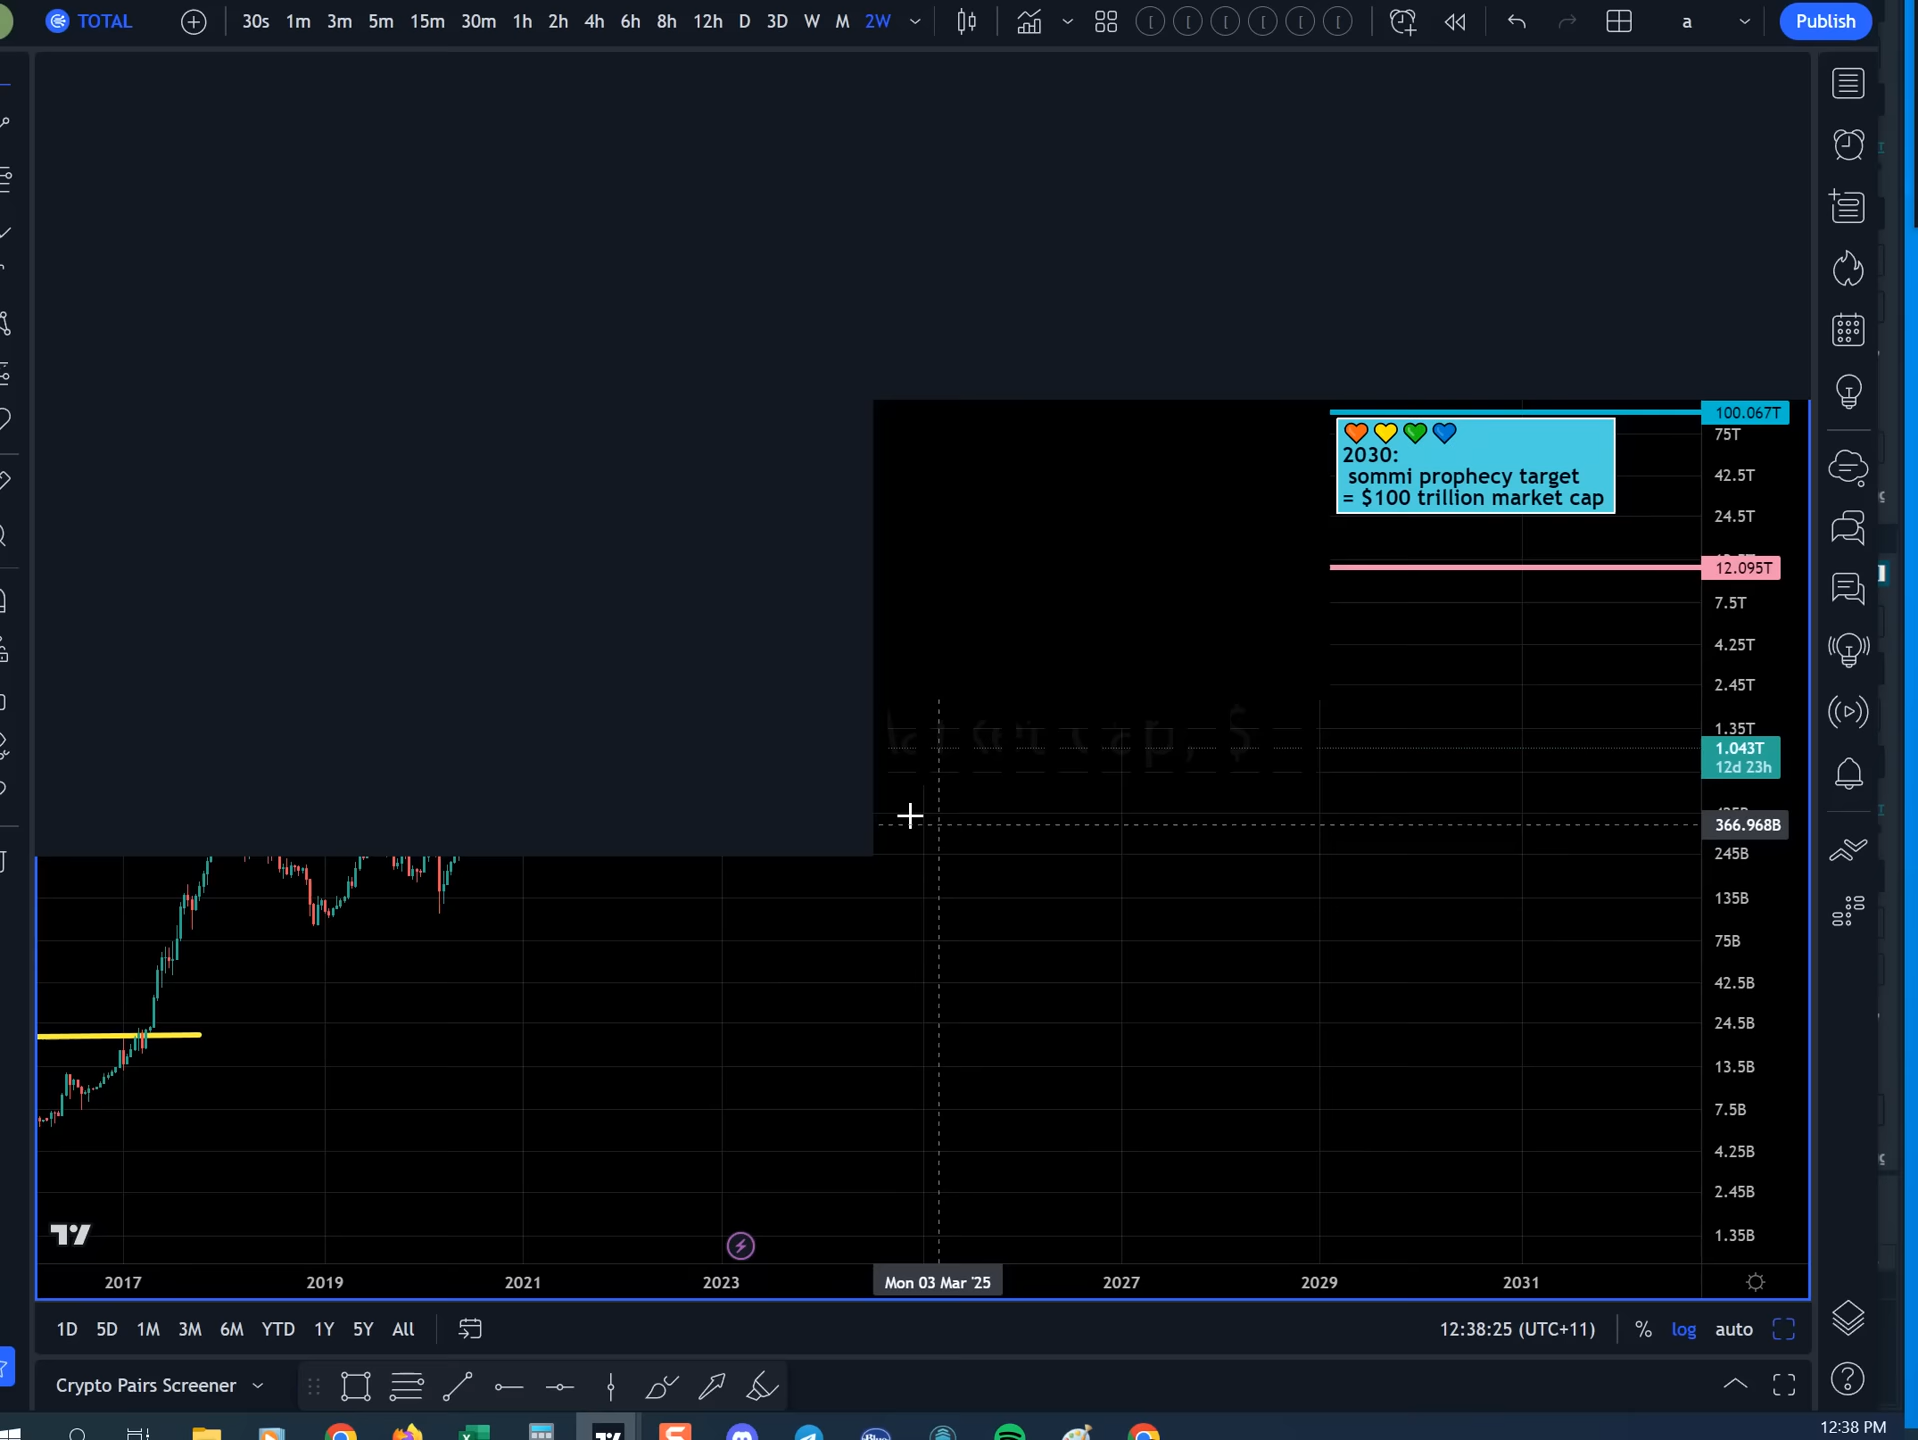 TOTAL 30s 1m 3m 5m 15m 30m 1h 2h 4h 6h 8h 12h D 3D W M 2W a Publish
100.067T
75T
2030:
sommi prophecy target
= $100 trillion market cap
42.5T
24.5T
12.095T
7.5T
4.25T
2.45T
1.35T
1.043T
12d 23h
366.968B
245B
135B
75B
42.5B
24.5B
13.5B
7.5B
4.25B
2.45B
1.35B
2017 2019 2021 2023 Mon 03 Mar '25 2027 2029 2031
1D 5D 1M 3M 6M YTD 1Y 5Y All 12:38:25 (UTC+11) % log auto
Crypto Pairs Screener
12:38 PM